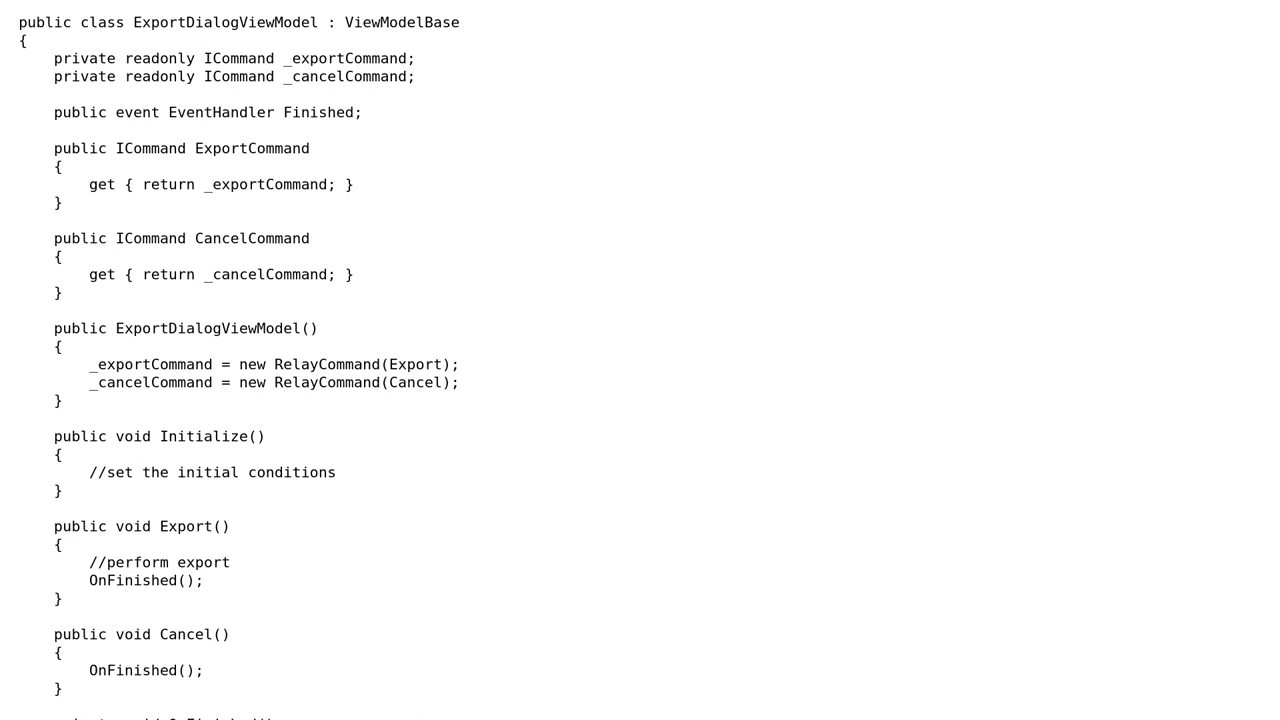 public class ExportDialogViewModel : ViewModelBase
{
    private readonly ICommand _exportCommand;
    private readonly ICommand _cancelCommand;

    public event EventHandler Finished;

    public ICommand ExportCommand
    {
        get { return _exportCommand; }
    }

    public ICommand CancelCommand
    {
        get { return _cancelCommand; }
    }

    public ExportDialogViewModel()
    {
        _exportCommand = new RelayCommand(Export);
        _cancelCommand = new RelayCommand(Cancel);
    }

    public void Initialize()
    {
        //set the initial conditions
    }

    public void Export()
    {
        //perform export
        OnFinished();
    }

    public void Cancel()
    {
        OnFinished();
    }